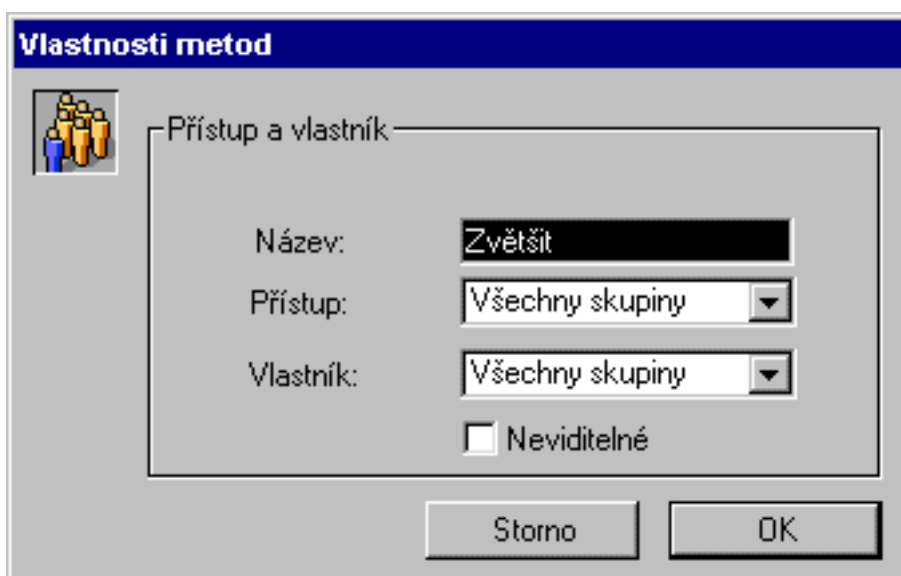 Vlastnosti metod
Přístup a vlastník
Název: Zvětšit
Přístup: Všechny skupiny
Vlastník: Všechny skupiny
Neviditelné
Storno OK